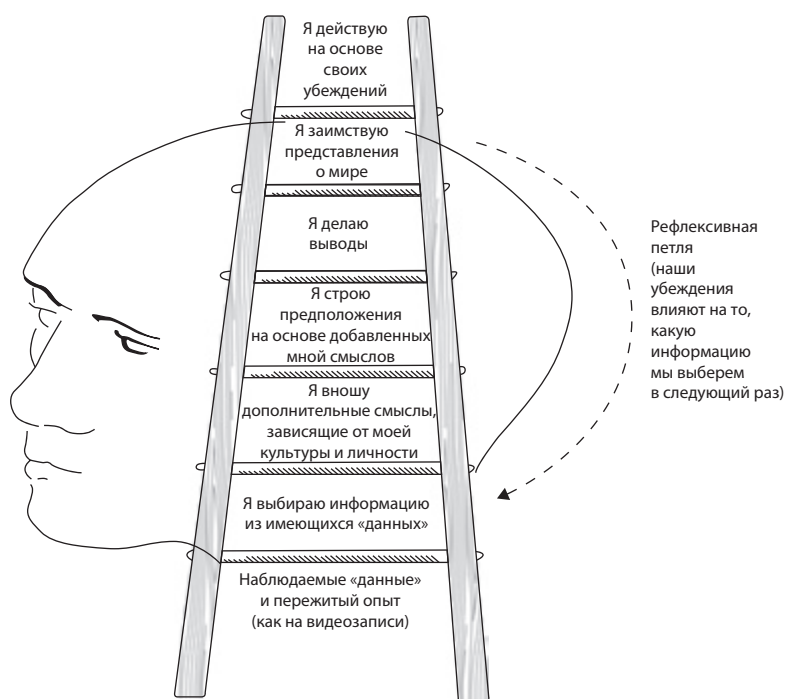 Я действую
на основе
своих
убеждений
Я заимствую
представления
о мире
Я делаю
выводы
Я строю
предположения
на основе добавленных
мной смыслов
Я вношу
дополнительные смыслы,
зависящие от моей
культуры и личности
Я выбираю информацию
из имеющихся «данных»
Наблюдаемые «данные»
и пережитый опыт
(как на видеозаписи)
Рефлексивная
петля
(наши
убеждения
влияют на то,
какую
информацию
мы выберем
в следующий раз)